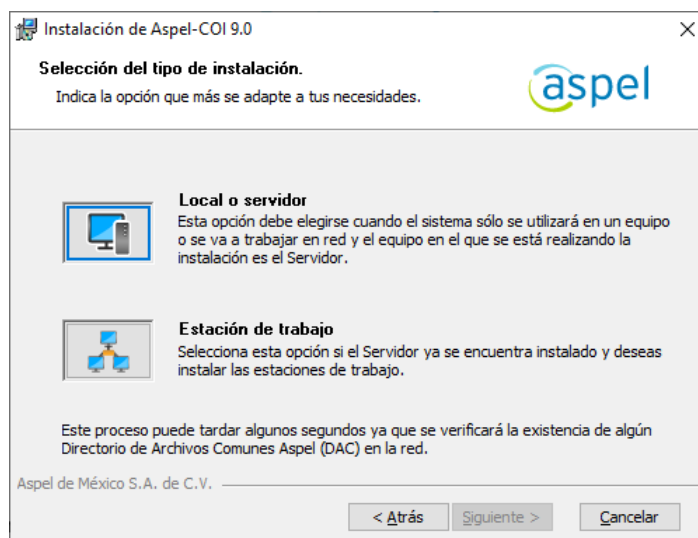 Instalación de Aspel-COI 9.0
Selección del tipo de instalación.
Indica la opción que más se adapte a tus necesidades.
aspel
Local o servidor
Esta opción debe elegirse cuando el sistema sólo se utilizará en un equipo
o se va a trabajar en red y el equipo en el que se está realizando la
instalación es el Servidor.
Estación de trabajo
Selecciona esta opción si el Servidor ya se encuentra instalado y deseas
instalar las estaciones de trabajo.
Este proceso puede tardar algunos segundos ya que se verificará la existencia de algún
Directorio de Archivos Comunes Aspel (DAC) en la red.
Aspel de México S.A. de C.V.
< Atrás Siguiente > Cancelar